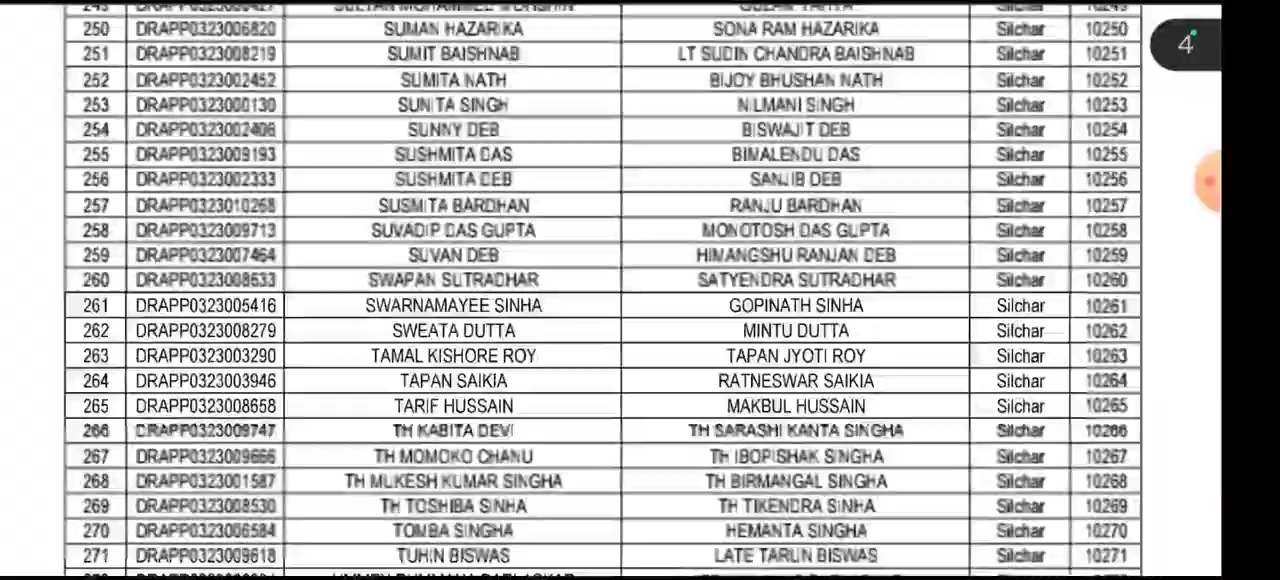 250 DRAPP0323006820 SUMAN HAZARIKA SONA RAM HAZARIKA Silchar 10250
4
251 DRAPP0323008219 SUMIT BAISHNAB LT SUDIN CHANDRA BAISHNAB Silchar 10251
252 DRAPP0323002452 SUMITA NATH BIJOY BHUSHAN NATH Silchar 10252
253 DRAPP0323000130 SUNITA SINGH NILMANI SINGH Silchar 10253
254 DRAPP0323002406 SUNNY DEB BISWAJIT DEB Silchar 10254
255 DRAPP0323009193 SUSHMITA DAS BIMALENDU DAS Silchar 10255
256 DRAPP0323002333 SUSHMITA DEB SANJIB DEB Silchar 10256
257 DRAPP0323010268 SUSMITA BARDHAN RANJU BARDHAN Silchar 10257
258 DRAPP0323009713 SUVADIP DAS GUPTA MONOTOSH DAS GUPTA Silchar 10258
259 DRAPP0323007464 SUVAN DEB HIMANGSHU RANJAN DEB Silchar 10259
260 DRAPP0323008633 SWAPAN SUTRADHAR SATYENDRA SUTRADHAR Silchar 10260
261 DRAPP0323005416 SWARNAMAYEE SINHA GOPINATH SINHA Silchar 10261
262 DRAPP0323008279 SWEATA DUTTA MINTU DUTTA Silchar 10262
263 DRAPP0323003290 TAMAL KISHORE ROY TAPAN JYOTI ROY Silchar 10263
264 DRAPP0323003946 TAPAN SAIKIA RATNESWAR SAIKIA Silchar 10264
265 DRAPP0323008658 TARIF HUSSAIN MAKBUL HUSSAIN Silchar 10265
266 DRAPP0323009747 TH KABITA DEVI TH SARASHI KANTA SINGHA Silchar 10266
267 DRAPP0323009666 TH MOMOKO CHANU TH IBOPISHAK SINGHA Silchar 10267
268 DRAPP0323001587 TH MUKESH KUMAR SINGHA TH BIRMANGAL SINGHA Silchar 10268
269 DRAPP0323008530 TH TOSHIBA SINHA TH TIKENDRA SINHA Silchar 10269
270 DRAPP0323006584 TOMBA SINGHA HEMANTA SINGHA Silchar 10270
271 DRAPP0323009618 TUHIN BISWAS LATE TARUN BISWAS Silchar 10271